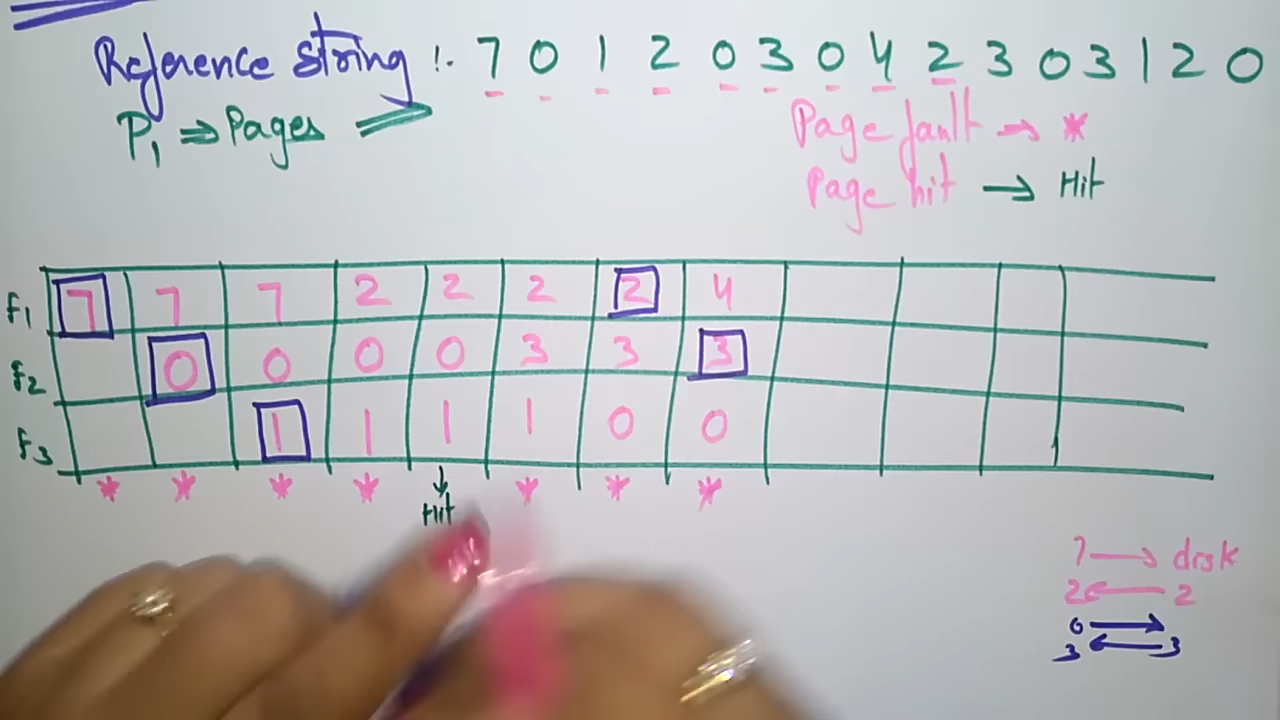 Reference string :- 7 0 1 2 0 3 0 4 2 3 0 3 1 2 0
P1 ⇒ Pages ⇒
Page fault → *
Page hit → Hit
f1 7 7 7 2 2 2 2 4
f2 0 0 0 0 3 3 3
f3 1 1 1 1 0 0
* * * * ↓ * * *
Hit
7 → disk
2 ← 2
0 →
3 ← 3